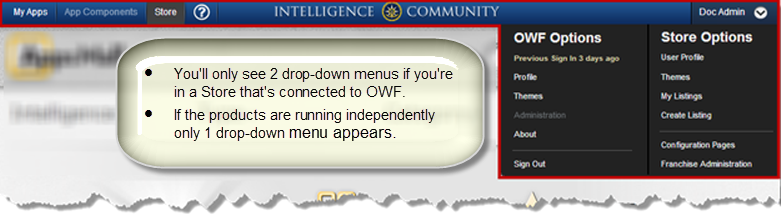 My Apps App Components Store ? INTELLIGENCE COMMUNITY Doc Admin
OWF Options
Previous Sign In 3 days ago
Profile
Themes
Administration
About
Sign Out
Store Options
User Profile
Themes
My Listings
Create Listing
Configuration Pages
Franchise Administration
• You'll only see 2 drop-down menus if you're
in a Store that's connected to OWF.
• If the products are running independently
only 1 drop-down menu appears.